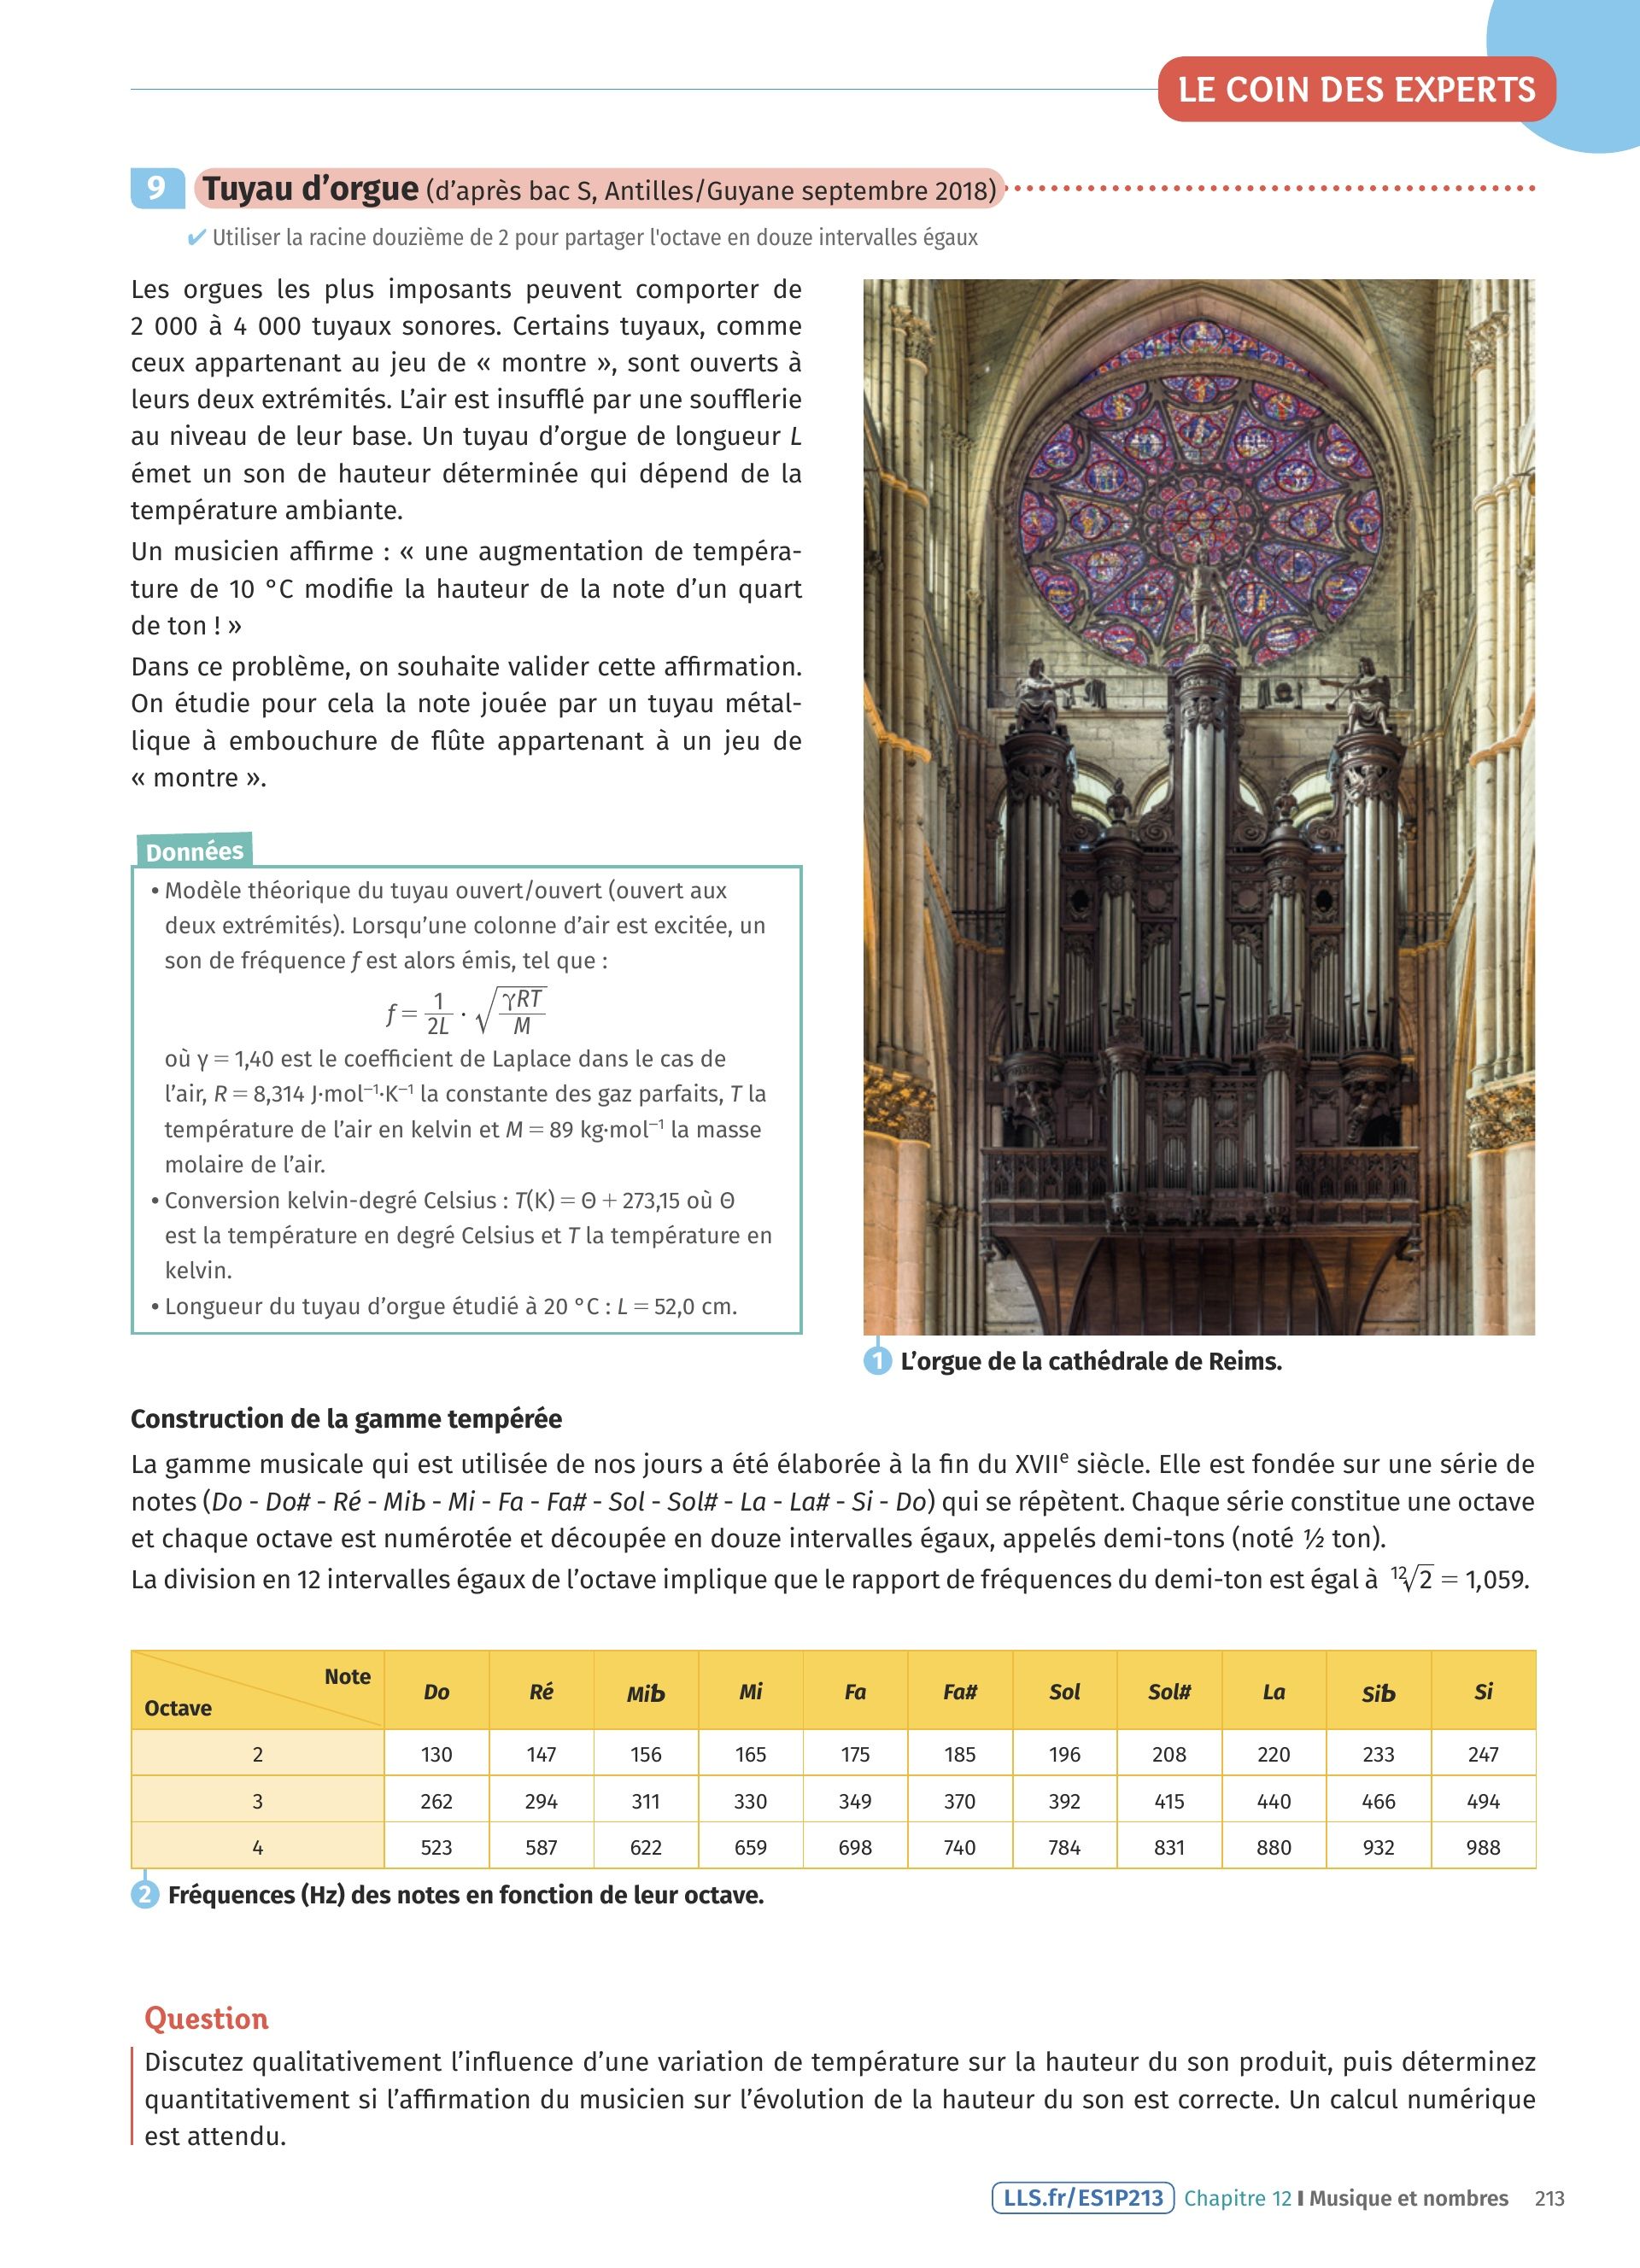 LE COIN DES EXPERTS
9 Tuyau d’orgue (d’après bac S, Antilles/Guyane septembre 2018)
✔ Utiliser la racine douzième de 2 pour partager l'octave en douze intervalles égaux
Les orgues les plus imposants peuvent comporter de
2 000 à 4 000 tuyaux sonores. Certains tuyaux, comme
ceux appartenant au jeu de « montre », sont ouverts à
leurs deux extrémités. L’air est insufflé par une soufflerie
au niveau de leur base. Un tuyau d’orgue de longueur L
émet un son de hauteur déterminée qui dépend de la
température ambiante.
Un musicien affirme : « une augmentation de tempéra-
ture de 10 °C modifie la hauteur de la note d’un quart
de ton ! »
Dans ce problème, on souhaite valider cette affirmation.
On étudie pour cela la note jouée par un tuyau métal-
lique à embouchure de flûte appartenant à un jeu de
« montre ».
Données
• Modèle théorique du tuyau ouvert/ouvert (ouvert aux
deux extrémités). Lorsqu’une colonne d’air est excitée, un
son de fréquence f est alors émis, tel que :
f = 1/2L · √(γRT/M)
où γ = 1,40 est le coefficient de Laplace dans le cas de
l’air, R = 8,314 J·mol⁻¹·K⁻¹ la constante des gaz parfaits, T la
température de l’air en kelvin et M = 89 kg·mol⁻¹ la masse
molaire de l’air.
• Conversion kelvin-degré Celsius : T(K) = Θ + 273,15 où Θ
est la température en degré Celsius et T la température en
kelvin.
• Longueur du tuyau d’orgue étudié à 20 °C : L = 52,0 cm.
1 L’orgue de la cathédrale de Reims.
Construction de la gamme tempérée
La gamme musicale qui est utilisée de nos jours a été élaborée à la fin du XVIIᵉ siècle. Elle est fondée sur une série de
notes (Do - Do# - Ré - Mi♭ - Mi - Fa - Fa# - Sol - Sol# - La - La# - Si - Do) qui se répètent. Chaque série constitue une octave
et chaque octave est numérotée et découpée en douze intervalles égaux, appelés demi-tons (noté ½ ton).
La division en 12 intervalles égaux de l’octave implique que le rapport de fréquences du demi-ton est égal à ¹²√2 = 1,059.
Note
Octave
Do Ré Mi♭ Mi Fa Fa# Sol Sol# La Si♭ Si
2 130 147 156 165 175 185 196 208 220 233 247
3 262 294 311 330 349 370 392 415 440 466 494
4 523 587 622 659 698 740 784 831 880 932 988
2 Fréquences (Hz) des notes en fonction de leur octave.
Question
Discutez qualitativement l’influence d’une variation de température sur la hauteur du son produit, puis déterminez
quantitativement si l’affirmation du musicien sur l’évolution de la hauteur du son est correcte. Un calcul numérique
est attendu.
LLS.fr/ES1P213 Chapitre 12 I Musique et nombres 213